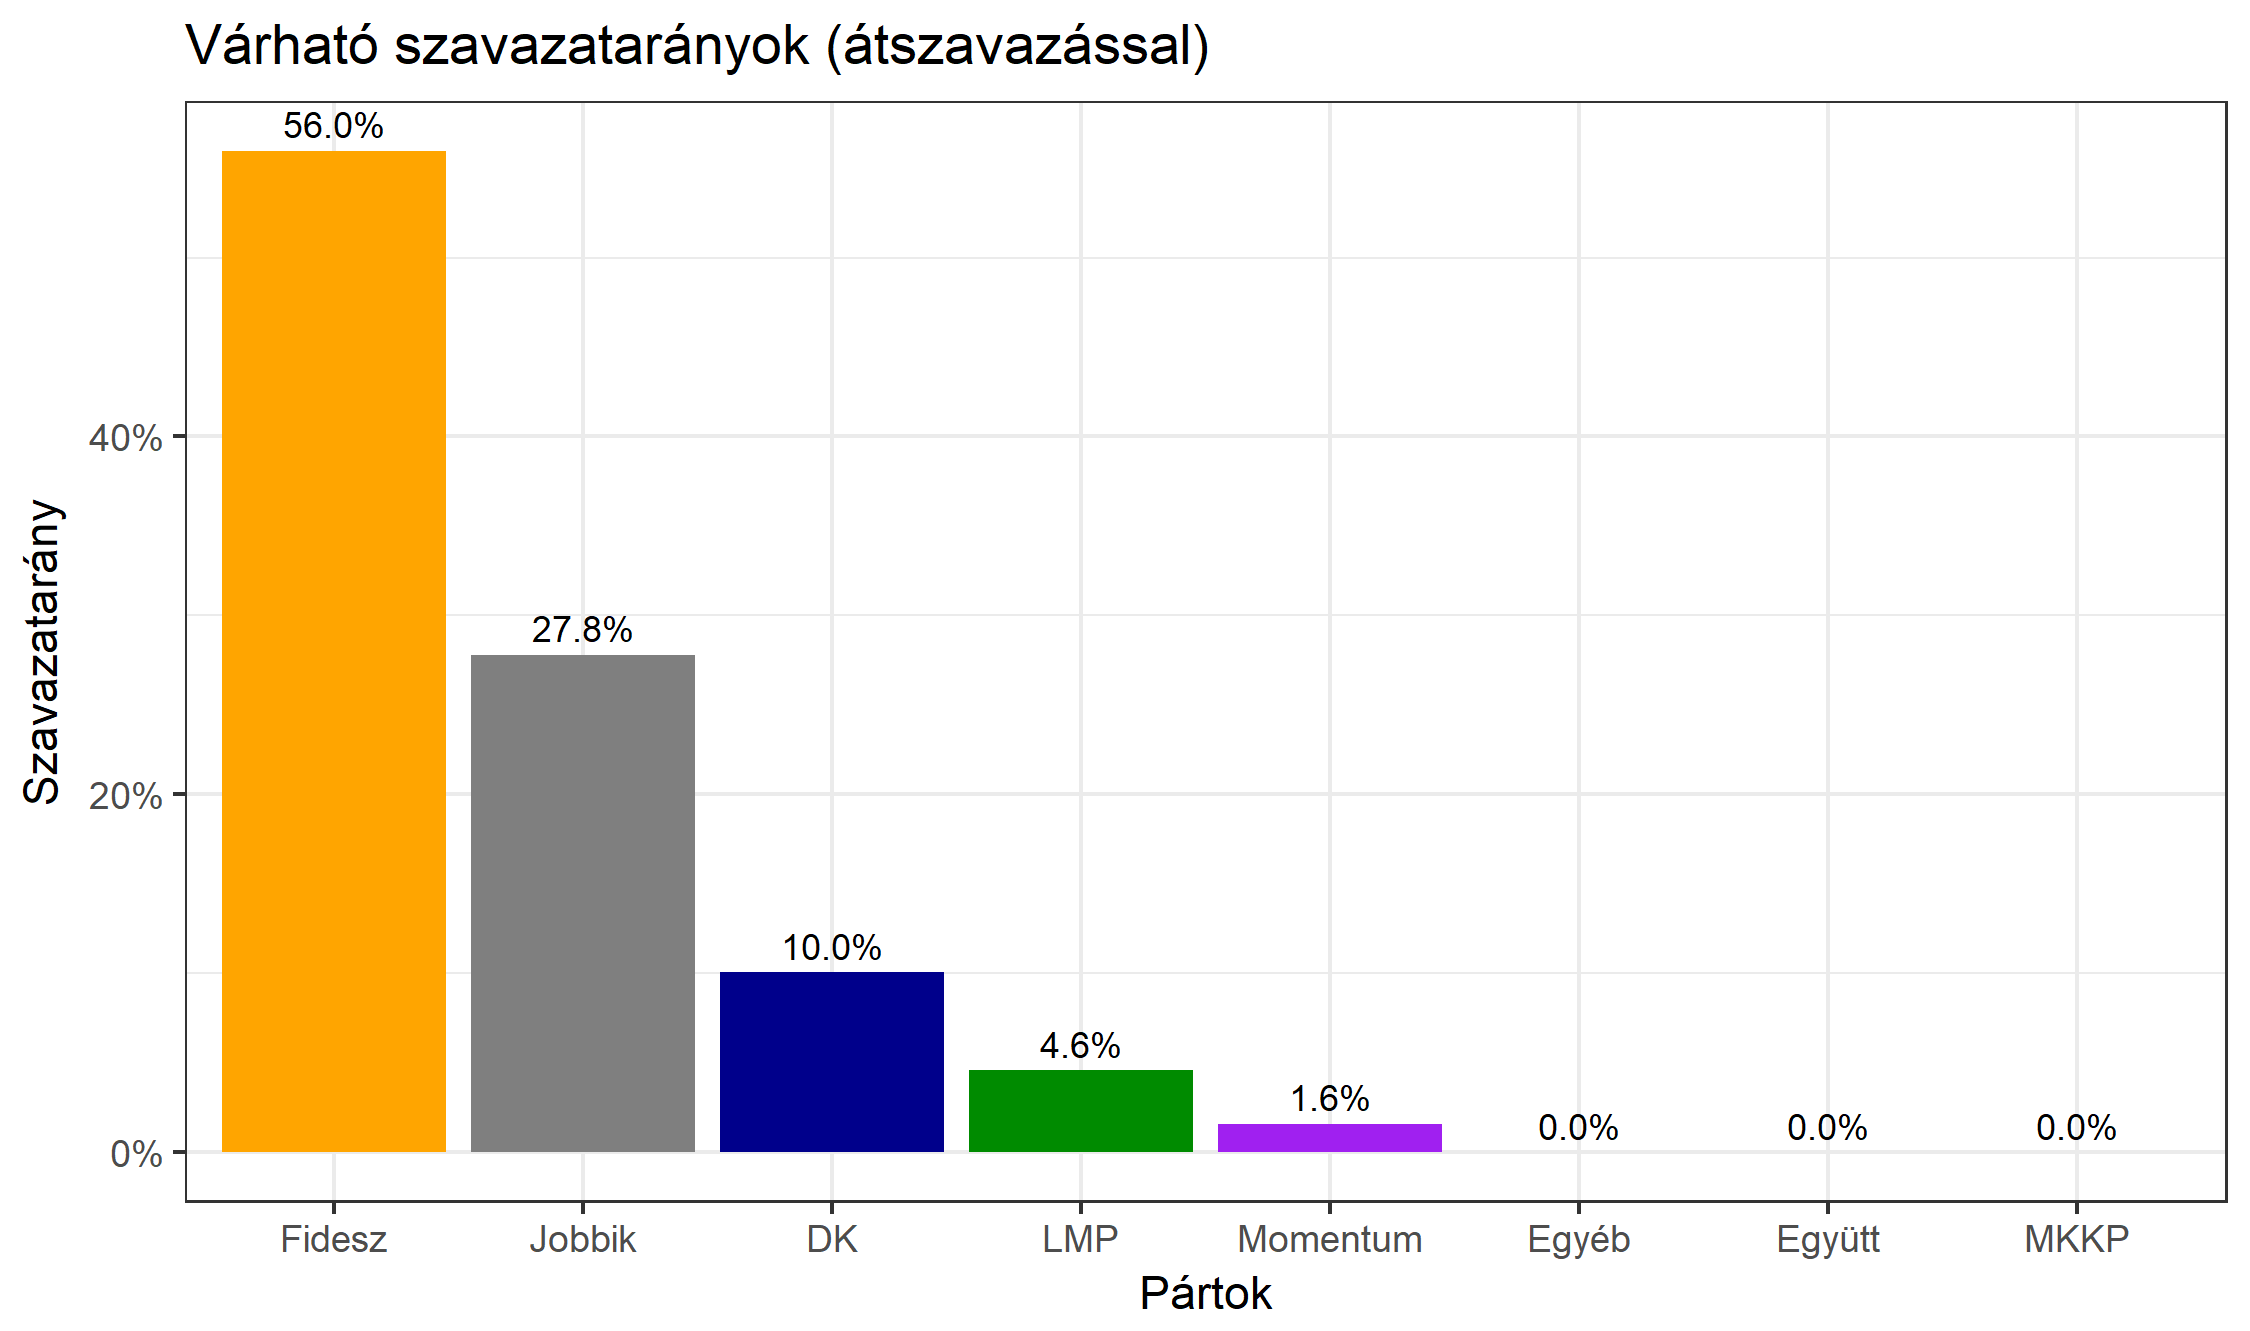 Várható szavazatarányok (átszavazással)
56.0%
27.8%
10.0%
4.6%
1.6%
0.0%
0.0%
0.0%
40%
20%
0%
Szavazatarány
Fidesz
Jobbik
DK
LMP
Momentum
Egyéb
Együtt
MKKP
Pártok